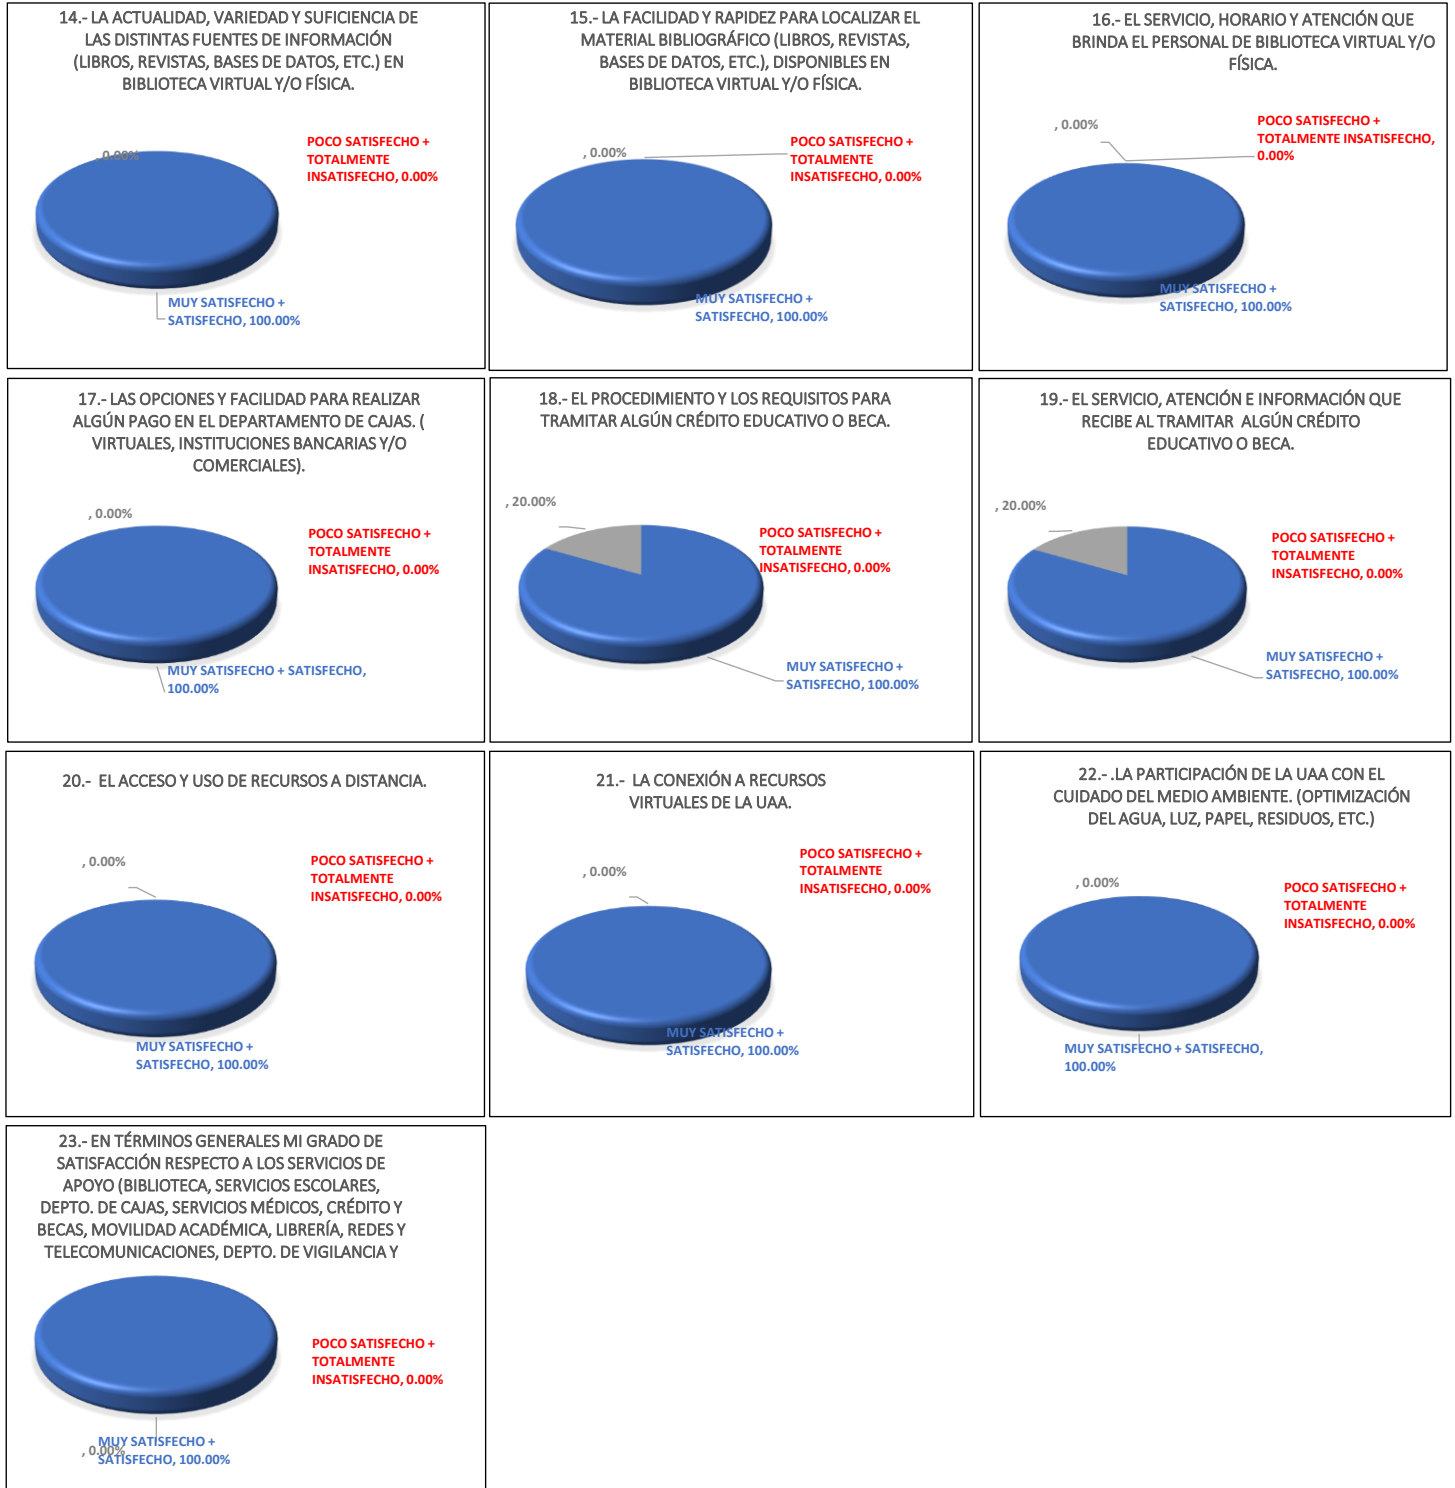 14.- LA ACTUALIDAD, VARIEDAD Y SUFICIENCIA DE
LAS DISTINTAS FUENTES DE INFORMACIÓN
(LIBROS, REVISTAS, BASES DE DATOS, ETC.) EN
BIBLIOTECA VIRTUAL Y/O FÍSICA.
, 0.00%
POCO SATISFECHO +
TOTALMENTE
INSATISFECHO, 0.00%
MUY SATISFECHO +
SATISFECHO, 100.00%
15.- LA FACILIDAD Y RAPIDEZ PARA LOCALIZAR EL
MATERIAL BIBLIOGRÁFICO (LIBROS, REVISTAS,
BASES DE DATOS, ETC.), DISPONIBLES EN
BIBLIOTECA VIRTUAL Y/O FÍSICA.
, 0.00%
POCO SATISFECHO +
TOTALMENTE
INSATISFECHO, 0.00%
MUY SATISFECHO +
SATISFECHO, 100.00%
16.- EL SERVICIO, HORARIO Y ATENCIÓN QUE
BRINDA EL PERSONAL DE BIBLIOTECA VIRTUAL Y/O
FÍSICA.
, 0.00%
POCO SATISFECHO +
TOTALMENTE INSATISFECHO,
0.00%
MUY SATISFECHO +
SATISFECHO, 100.00%
17.- LAS OPCIONES Y FACILIDAD PARA REALIZAR
ALGÚN PAGO EN EL DEPARTAMENTO DE CAJAS. (
VIRTUALES, INSTITUCIONES BANCARIAS Y/O
COMERCIALES).
, 0.00%
POCO SATISFECHO +
TOTALMENTE
INSATISFECHO, 0.00%
MUY SATISFECHO + SATISFECHO,
100.00%
18.- EL PROCEDIMIENTO Y LOS REQUISITOS PARA
TRAMITAR ALGÚN CRÉDITO EDUCATIVO O BECA.
, 20.00%
POCO SATISFECHO +
TOTALMENTE
INSATISFECHO, 0.00%
MUY SATISFECHO +
SATISFECHO, 100.00%
19.- EL SERVICIO, ATENCIÓN E INFORMACIÓN QUE
RECIBE AL TRAMITAR ALGÚN CRÉDITO
EDUCATIVO O BECA.
, 20.00%
POCO SATISFECHO +
TOTALMENTE
INSATISFECHO, 0.00%
MUY SATISFECHO +
SATISFECHO, 100.00%
20.- EL ACCESO Y USO DE RECURSOS A DISTANCIA.
, 0.00%
POCO SATISFECHO +
TOTALMENTE
INSATISFECHO, 0.00%
MUY SATISFECHO +
SATISFECHO, 100.00%
21.- LA CONEXIÓN A RECURSOS
VIRTUALES DE LA UAA.
, 0.00%
POCO SATISFECHO +
TOTALMENTE
INSATISFECHO, 0.00%
MUY SATISFECHO +
SATISFECHO, 100.00%
22.- .LA PARTICIPACIÓN DE LA UAA CON EL
CUIDADO DEL MEDIO AMBIENTE. (OPTIMIZACIÓN
DEL AGUA, LUZ, PAPEL, RESIDUOS, ETC.)
, 0.00%
POCO SATISFECHO +
TOTALMENTE
INSATISFECHO, 0.00%
MUY SATISFECHO + SATISFECHO,
100.00%
23.- EN TÉRMINOS GENERALES MI GRADO DE
SATISFACCIÓN RESPECTO A LOS SERVICIOS DE
APOYO (BIBLIOTECA, SERVICIOS ESCOLARES,
DEPTO. DE CAJAS, SERVICIOS MÉDICOS, CRÉDITO Y
BECAS, MOVILIDAD ACADÉMICA, LIBRERÍA, REDES Y
TELECOMUNICACIONES, DEPTO. DE VIGILANCIA Y
POCO SATISFECHO +
TOTALMENTE
INSATISFECHO, 0.00%
MUY SATISFECHO +
SATISFECHO, 100.00%
, 0.00%